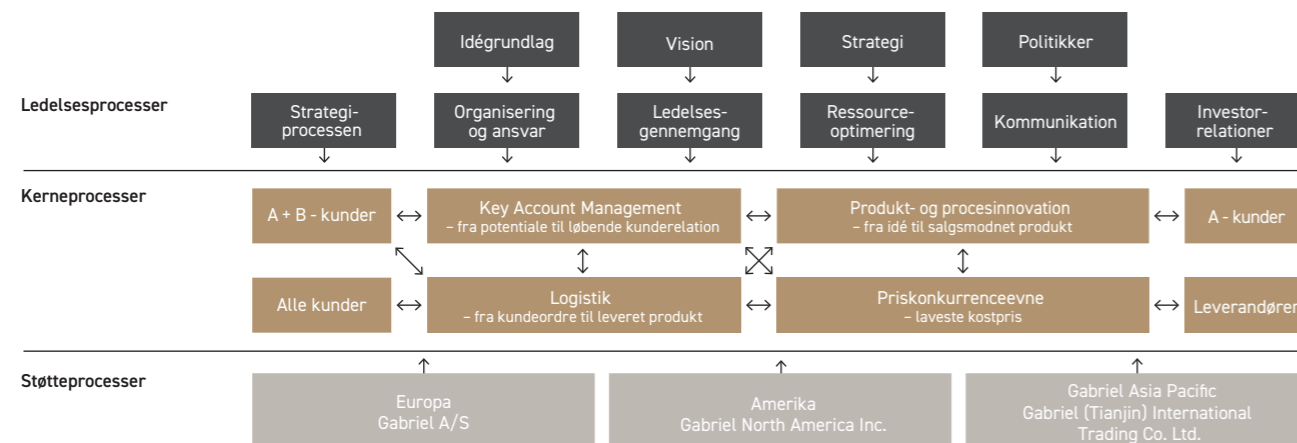 Idégrundlag
Vision
Strategi
Politikker
Ledelsesprocesser
Strategi-
processen
Organisering
og ansvar
Ledelses-
gennemgang
Ressource-
optimering
Kommunikation
Investor-
relationer
Kerneprocesser
A + B - kunder
Key Account Management
– fra potentiale til løbende kunderelation
Produkt- og procesinnovation
– fra idé til salgsmodnet produkt
A - kunder
Alle kunder
Logistik
– fra kundeordre til leveret produkt
Priskonkurrenceevne
– laveste kostpris
Leverandører
Støtteprocesser
Europa
Gabriel A/S
Amerika
Gabriel North America Inc.
Gabriel Asia Pacific
Gabriel (Tianjin) International
Trading Co. Ltd.